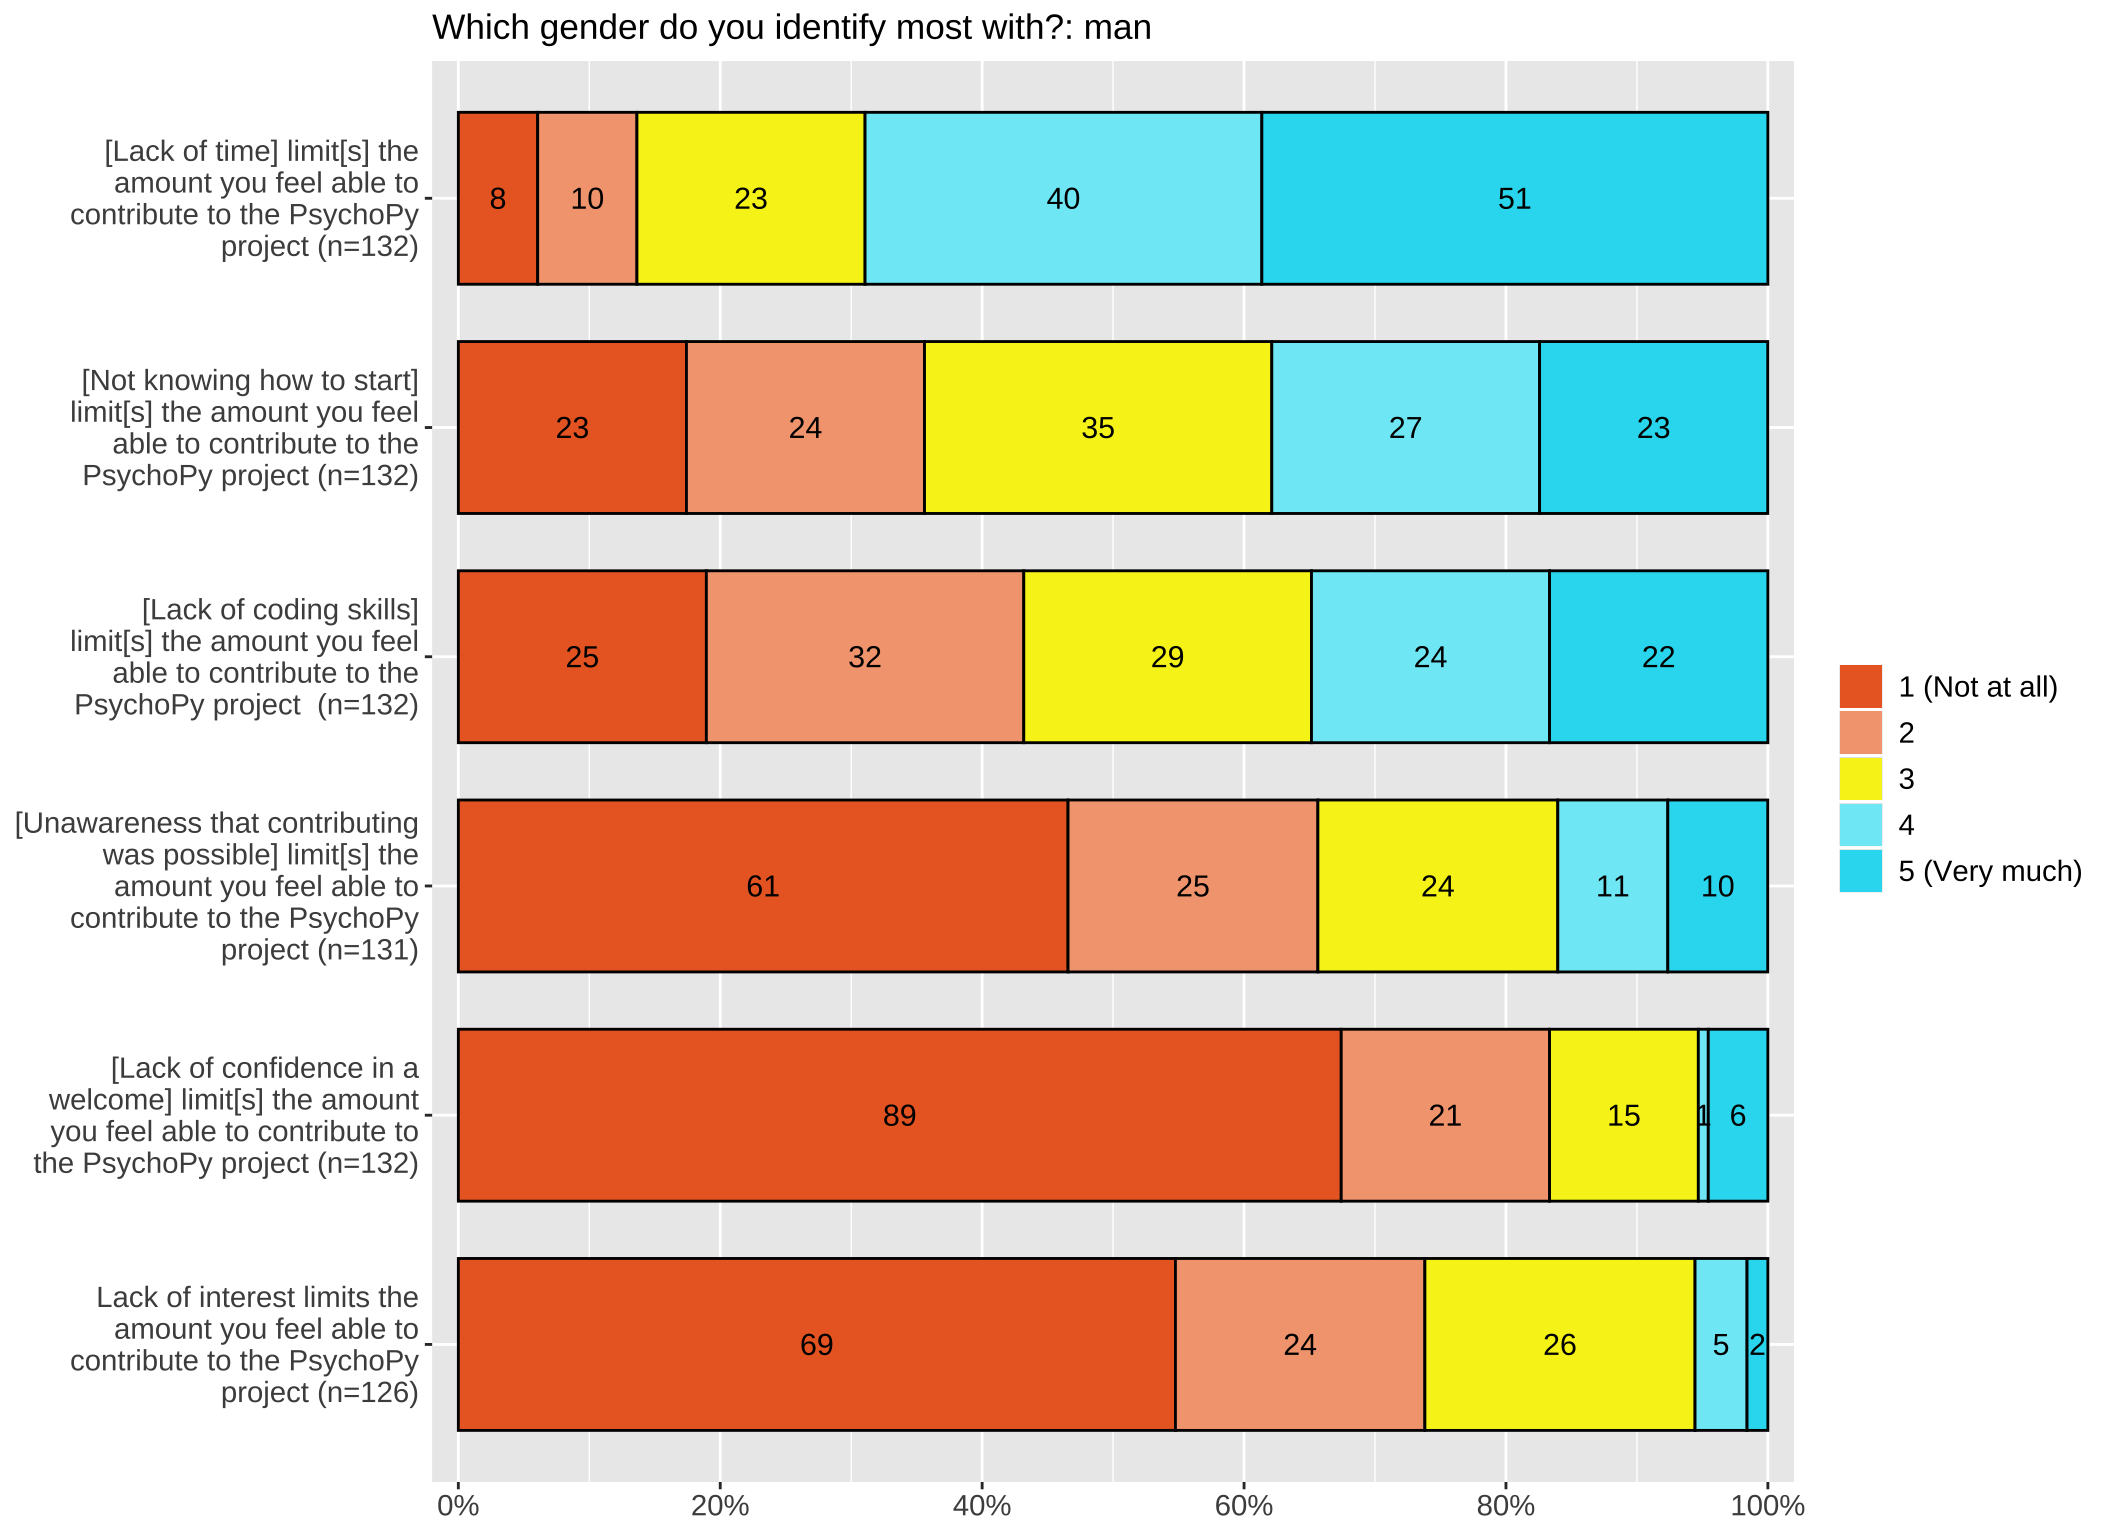 Which gender do you identify most with?: man
[Lack of time] limit[s] the
amount you feel able to
contribute to the PsychoPy
project (n=132)
8 10 23 40 51
[Not knowing how to start]
limit[s] the amount you feel
able to contribute to the
PsychoPy project (n=132)
23 24 35 27 23
[Lack of coding skills]
limit[s] the amount you feel
able to contribute to the
PsychoPy project  (n=132)
25 32 29 24 22
[Unawareness that contributing
was possible] limit[s] the
amount you feel able to
contribute to the PsychoPy
project (n=131)
61 25 24 11 10
[Lack of confidence in a
welcome] limit[s] the amount
you feel able to contribute to
the PsychoPy project (n=132)
89 21 15 1 6
Lack of interest limits the
amount you feel able to
contribute to the PsychoPy
project (n=126)
69 24 26 5 2
0% 20% 40% 60% 80% 100%
1 (Not at all)
2
3
4
5 (Very much)